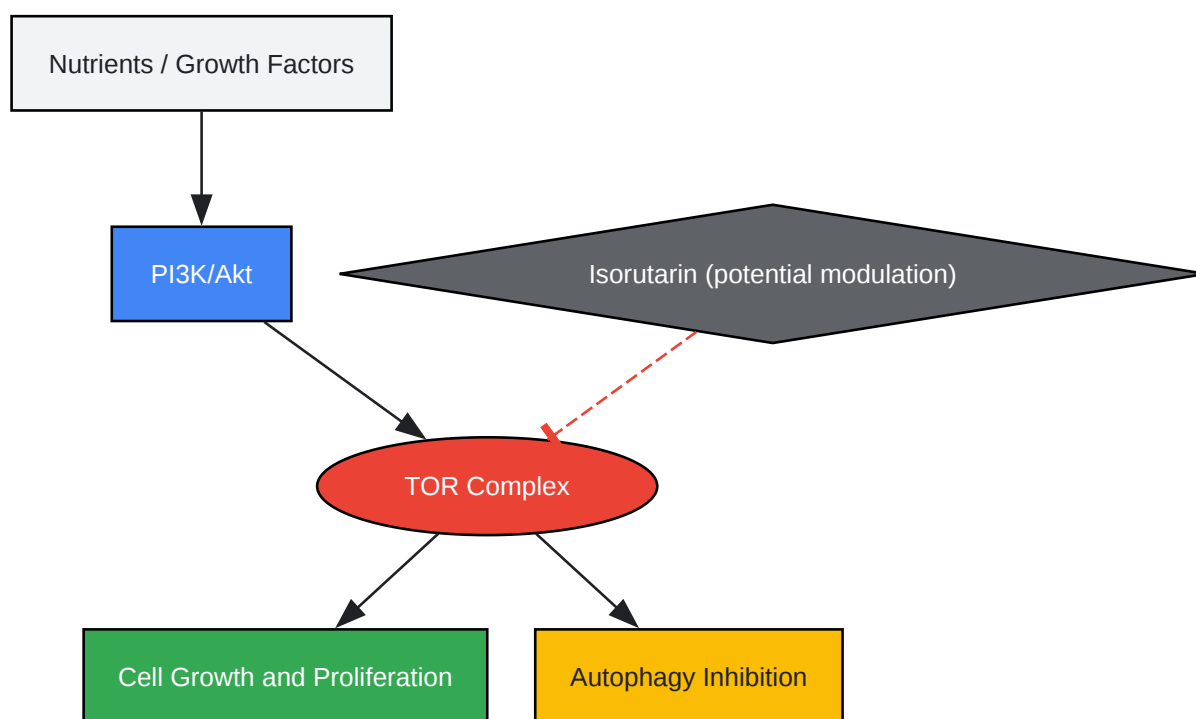 Nutrients / Growth Factors
PI3K/Akt
Isorutarin (potential modulation)
TOR Complex
Cell Growth and Proliferation
Autophagy Inhibition